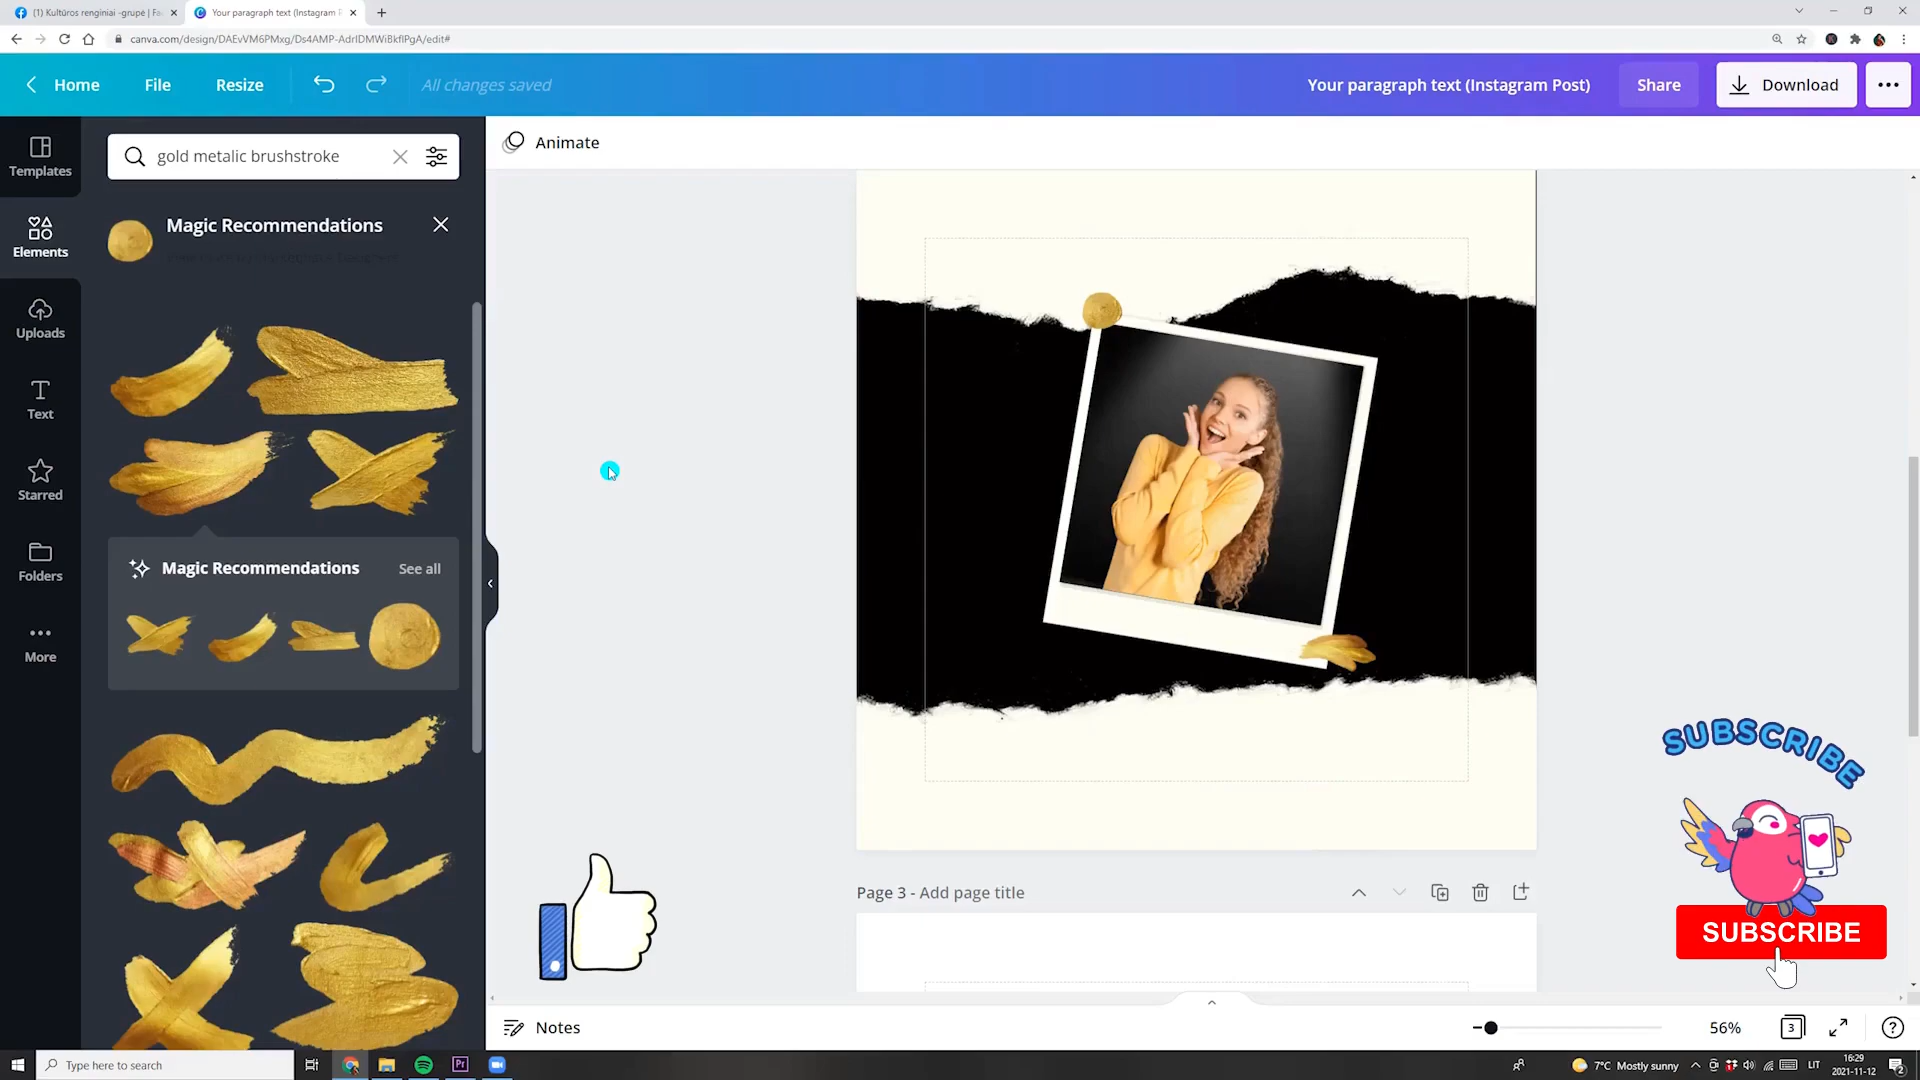 (1) Kultūros renginiai -grupė | Fa
Your paragraph text (Instagram P
canva.com/design/DAEvVM6PMxg/Ds4AMP-AdrIDMWiBkflPgA/edit#
Home
File
Resize
All changes saved
Your paragraph text (Instagram Post)
Share
Download
Templates
Elements
Uploads
Text
Starred
Folders
More
gold metalic brushstroke
Magic Recommendations
Magic Recommendations
See all
Animate
Page 3 - Add page title
SUBSCRIBE
SUBSCRIBE
Notes
56%
3
Type here to search
Pr
7°C Mostly sunny
LIT
16:29
2021-11-12
2